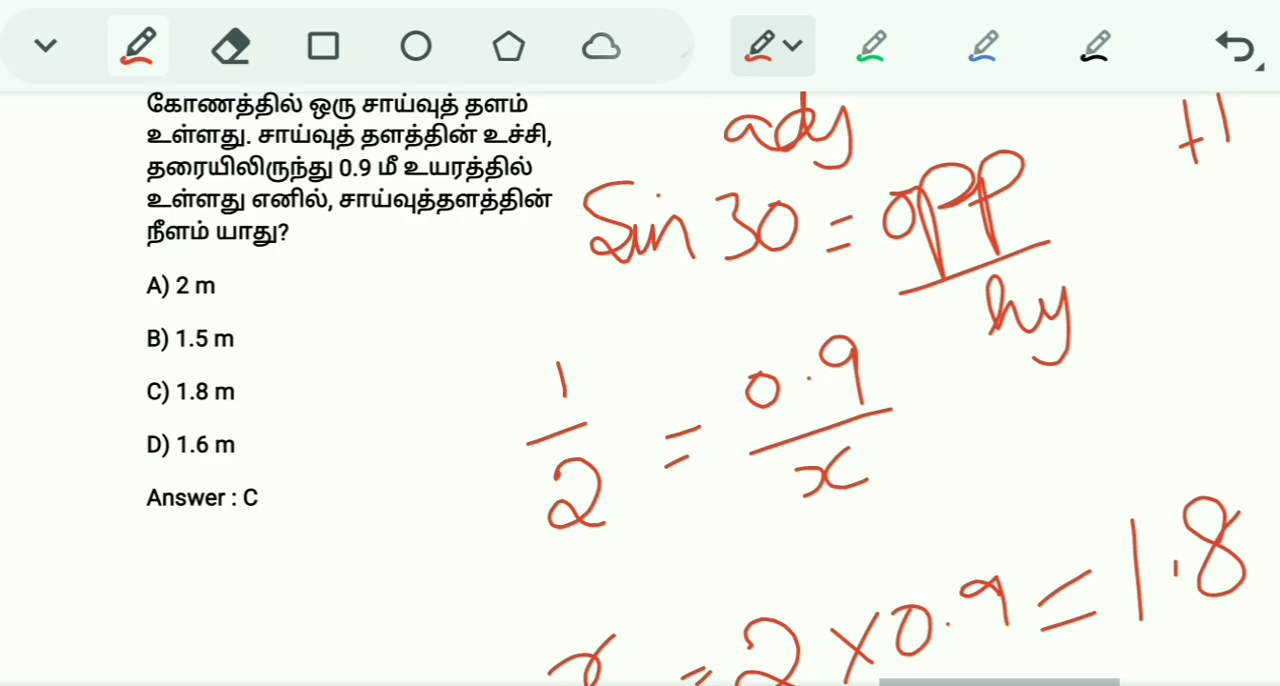 கோணத்தில் ஒரு சாய்வுத் தளம்
உள்ளது. சாய்வுத் தளத்தின் உச்சி,
தரையிலிருந்து 0.9 மீ உயரத்தில்
உள்ளது எனில், சாய்வுத்தளத்தின்
நீளம் யாது?
A) 2 m
B) 1.5 m
C) 1.8 m
D) 1.6 m
Answer : C
adj
Sin 30 = opp/hy
1/2 = 0.9/x
x = 2 × 0.9 = 1.8